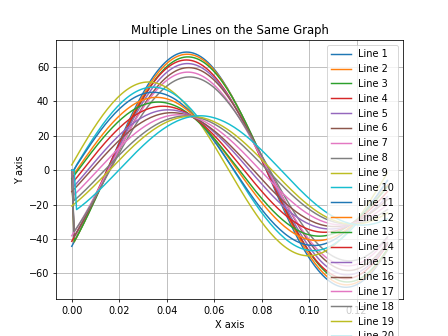 Multiple Lines on the Same Graph
Y axis
60
40
20
0
−20
−40
−60
0.00
0.02
0.04
0.06
0.08
0.10
X axis
Line 1
Line 2
Line 3
Line 4
Line 5
Line 6
Line 7
Line 8
Line 9
Line 10
Line 11
Line 12
Line 13
Line 14
Line 15
Line 16
Line 17
Line 18
Line 19
Line 20